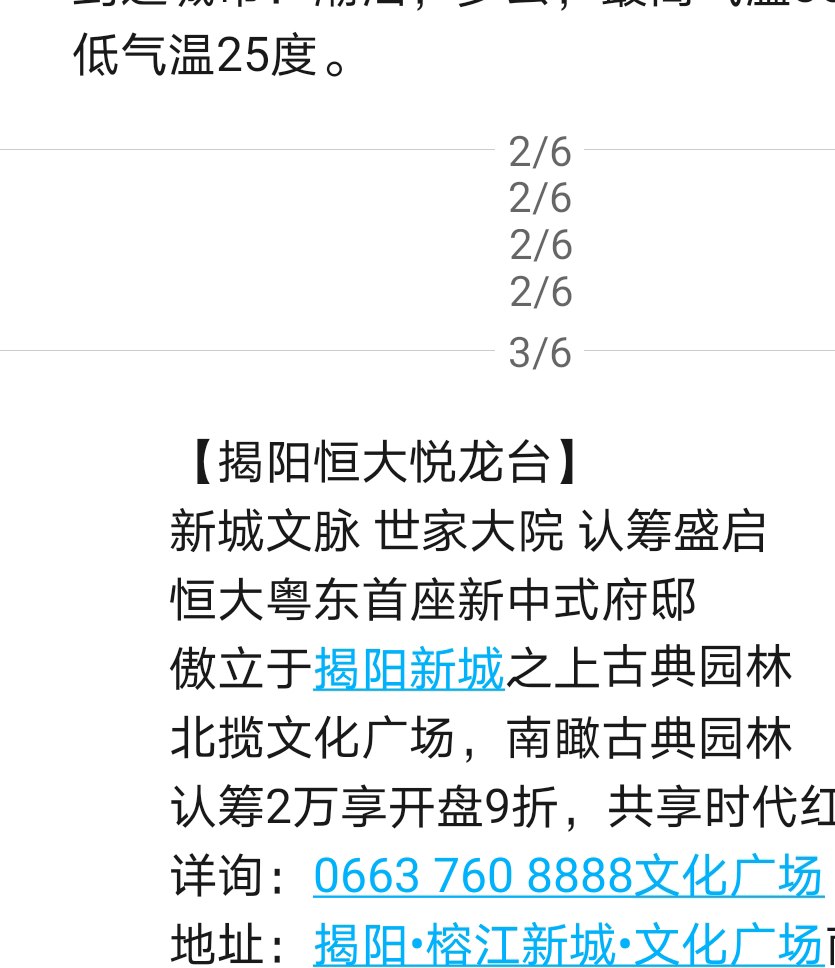 低气温25度。
2/6
2/6
2/6
2/6
3/6
【揭阳恒大悦龙台】
新城文脉 世家大院 认筹盛启
恒大粤东首座新中式府邸
傲立于揭阳新城之上古典园林
北揽文化广场，南瞰古典园林
认筹2万享开盘9折，共享时代红
详询：0663 760 8888文化广场
地址：揭阳•榕江新城•文化广场